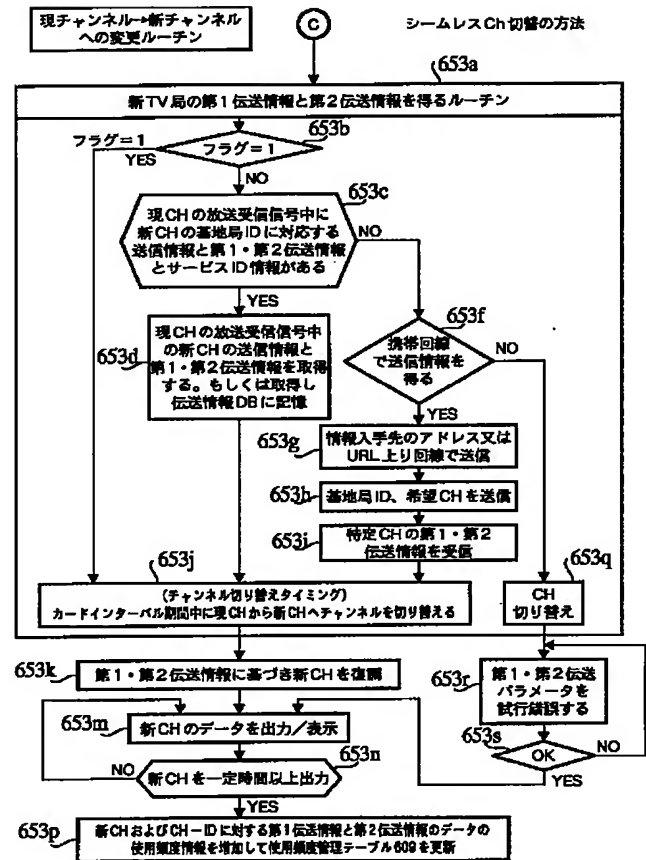 現チャンネル→新チャンネル
への変更ルーチン
C
シームレスCh切替の方法
653a
新TV局の第1伝送情報と第2伝送情報を得るルーチン
653b
フラグ=1
YES
フラグ=1
NO
653c
現CHの放送受信信号中に
新CHの基地局IDに対応する
送信情報と第1・第2伝送情報
とサービスID情報がある
NO
YES
653d
現CHの放送受信信号中
の新CHの送信情報と
第1・第2伝送情報を取得
する。もしくは取得し
伝送情報DBに記憶
653f
携帯回線
で送信情報を
得る
NO
YES
653g
情報入手先のアドレス又は
URL上り回線で送信
653h
基地局ID、希望CHを送信
653i
特定CHの第1・第2
伝送情報を受信
653j
(チャンネル切り替えタイミング)
カードインターバル期間中に現CHから新CHへチャンネルを切り替える
653q
CH
切り替え
653k
第1・第2伝送情報に基づき新CHを復調
653r
第1・第2伝送
パラメータを
試行錯誤する
653m
新CHのデータを出力/表示
653s
OK
NO
YES
653n
新CHを一定時間以上出力
NO
YES
653p
新CHおよびCH-IDに対する第1伝送情報と第2伝送情報のデータの
使用頻度情報を増加して使用頻度管理テーブル609を更新